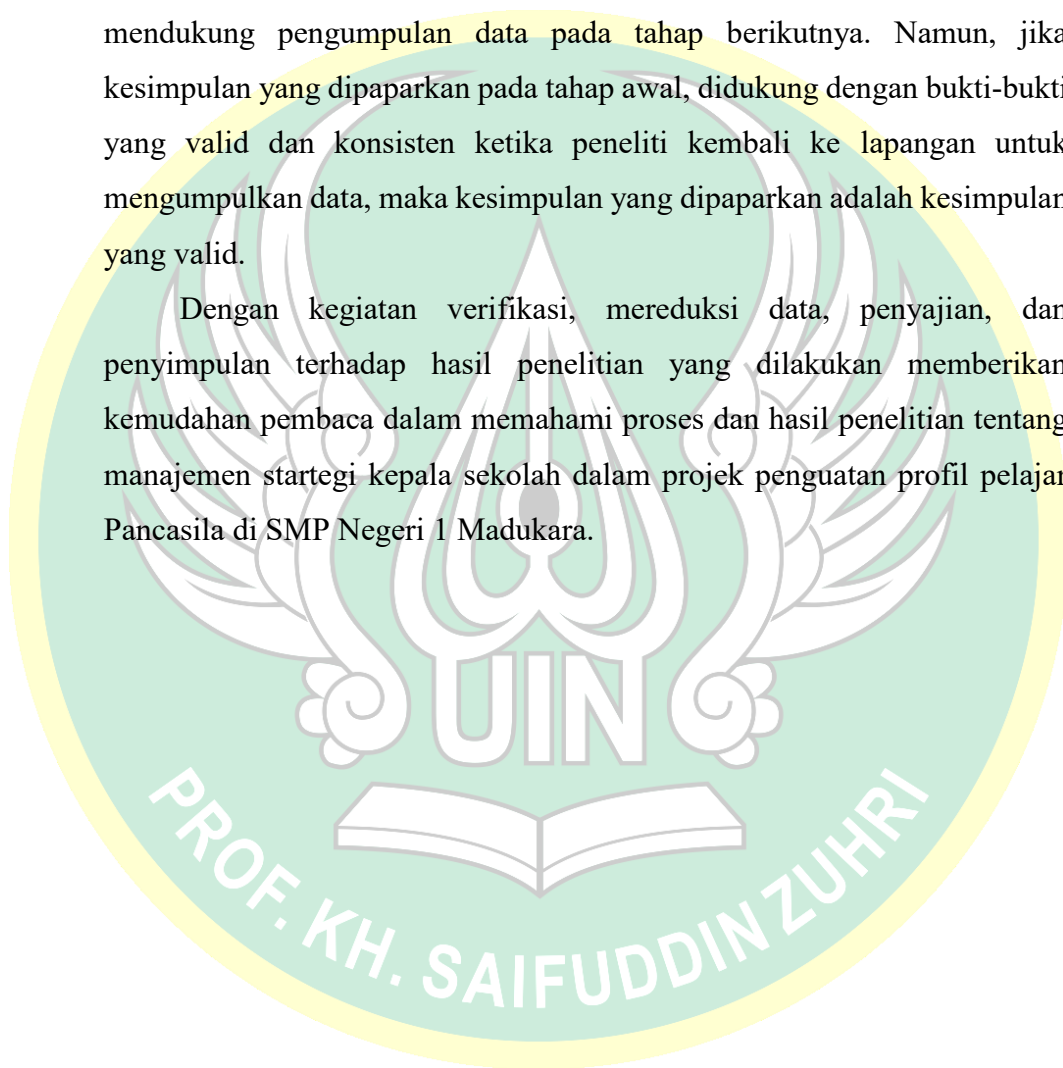 mendukung pengumpulan data pada tahap berikutnya. Namun, jika
kesimpulan yang dipaparkan pada tahap awal, didukung dengan bukti-bukti
yang valid dan konsisten ketika peneliti kembali ke lapangan untuk
mengumpulkan data, maka kesimpulan yang dipaparkan adalah kesimpulan
yang valid.
Dengan kegiatan verifikasi, mereduksi data, penyajian, dan
penyimpulan terhadap hasil penelitian yang dilakukan memberikan
kemudahan pembaca dalam memahami proses dan hasil penelitian tentang
manajemen startegi kepala sekolah dalam projek penguatan profil pelajar
Pancasila di SMP Negeri 1 Madukara.
UIN
PROF. KH. SAIFUDDIN ZUHRI